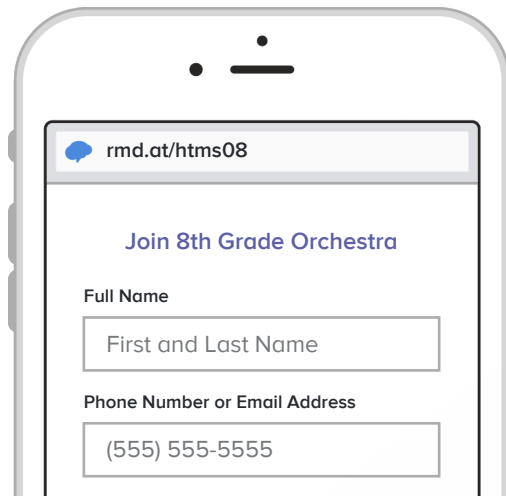 rmd.at/htms08
Join 8th Grade Orchestra
Full Name
First and Last Name
Phone Number or Email Address
(555) 555-5555